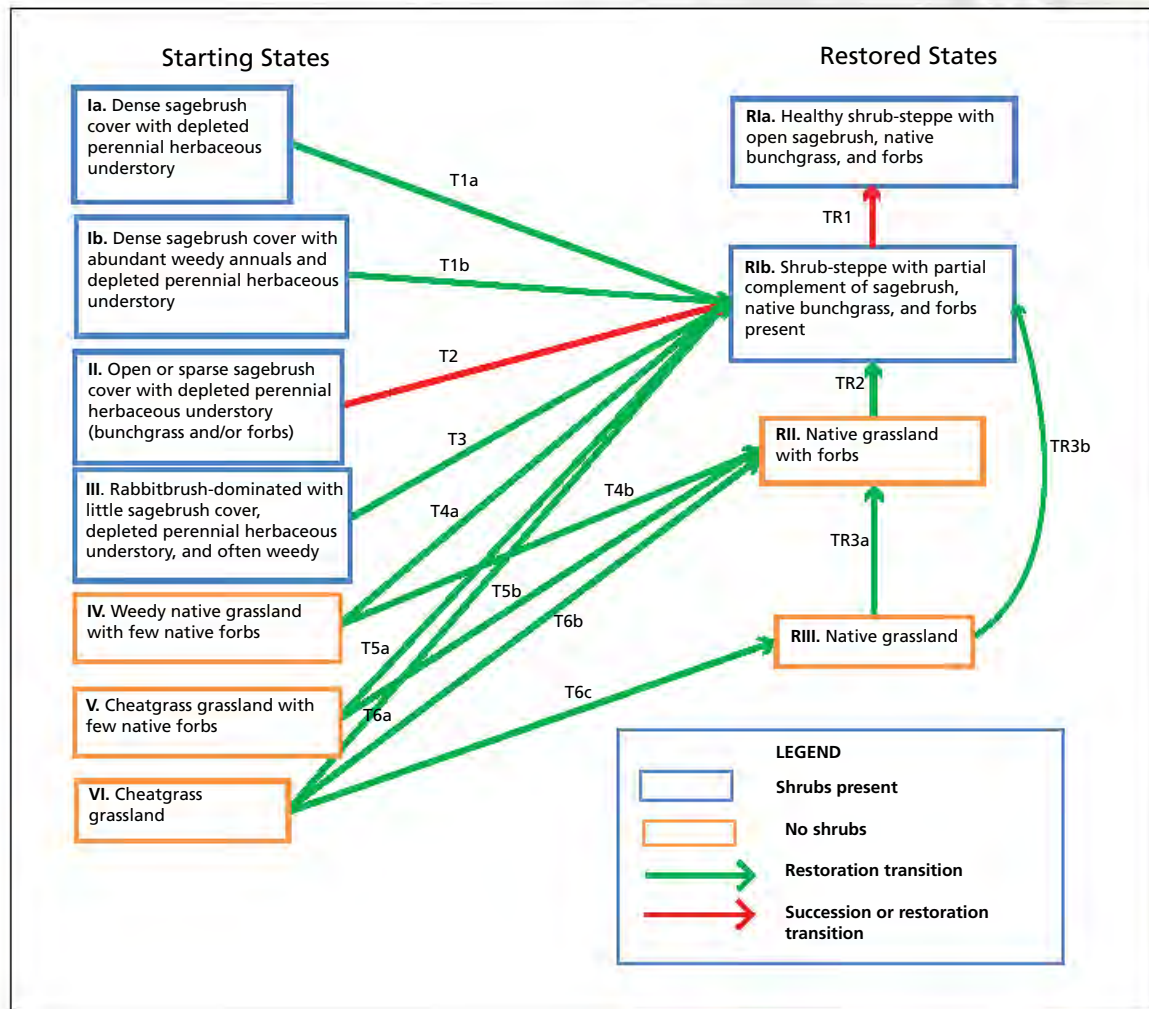 Starting States
Restored States
Ia. Dense sagebrush
cover with depleted
perennial herbaceous
understory
Ib. Dense sagebrush cover with
abundant weedy annuals and
depleted perennial herbaceous
understory
II. Open or sparse sagebrush
cover with depleted perennial
herbaceous understory
(bunchgrass and/or forbs)
III. Rabbitbrush-dominated with
little sagebrush cover,
depleted perennial herbaceous
understory, and often weedy
IV. Weedy native grassland
with few native forbs
V. Cheatgrass grassland with
few native forbs
VI. Cheatgrass
grassland
T1a
T1b
T2
T3
T4a
T4b
T5b
T6b
T5a
T6a
T6c
RIa. Healthy shrub-steppe with
open sagebrush, native
bunchgrass, and forbs
TR1
RIb. Shrub-steppe with partial
complement of sagebrush,
native bunchgrass, and forbs
present
TR2
RII. Native grassland
with forbs
TR3b
TR3a
RIII. Native grassland
LEGEND
Shrubs present
No shrubs
Restoration transition
Succession or restoration
transition